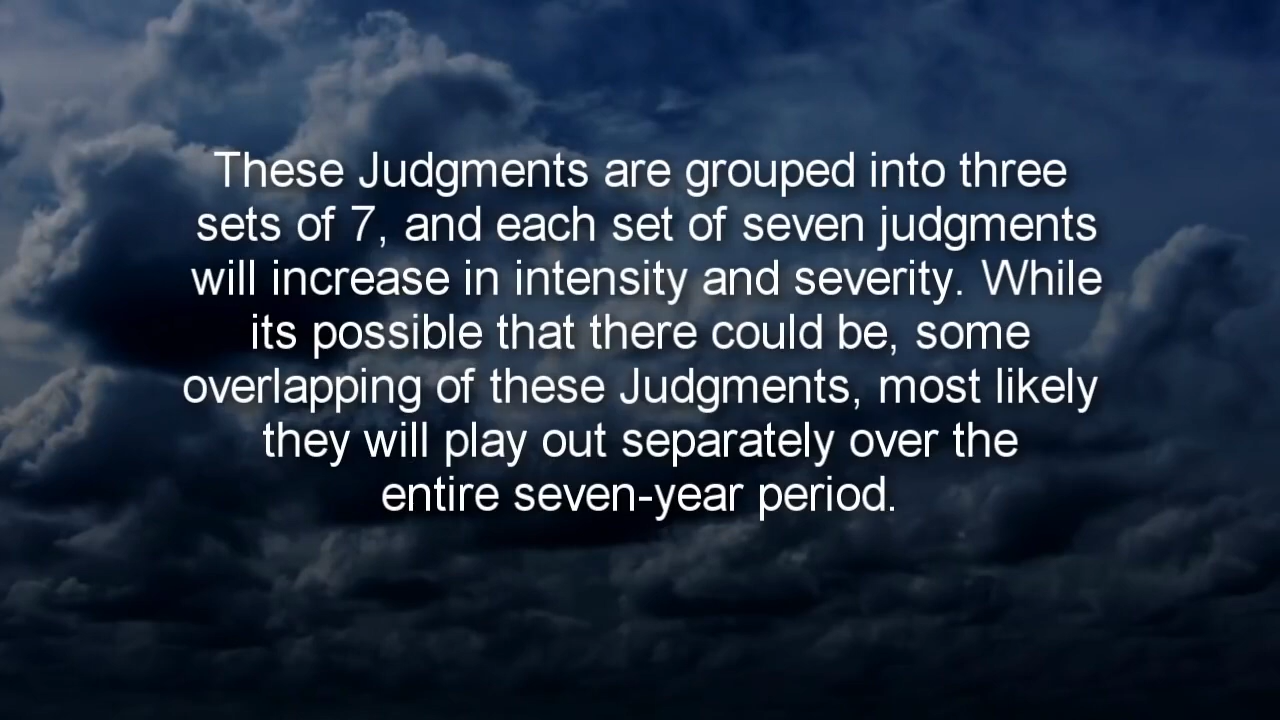 These Judgments are grouped into three
sets of 7, and each set of seven judgments
will increase in intensity and severity. While
its possible that there could be, some
overlapping of these Judgments, most likely
they will play out separately over the
entire seven-year period.